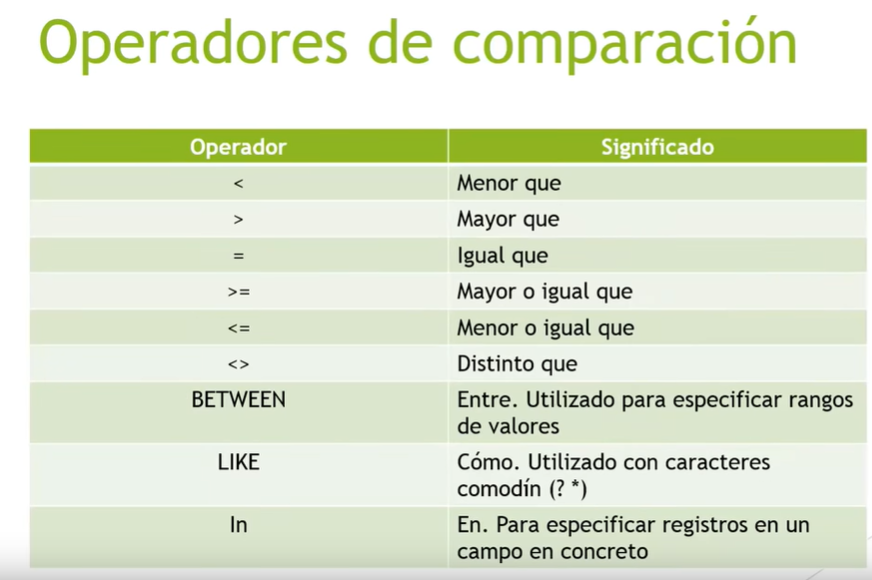 Operadores de comparación
Operador Significado
< Menor que
> Mayor que
= Igual que
>= Mayor o igual que
<= Menor o igual que
<> Distinto que
BETWEEN Entre. Utilizado para especificar rangos
de valores
LIKE Cómo. Utilizado con caracteres
comodín (? *)
In En. Para especificar registros en un
campo en concreto